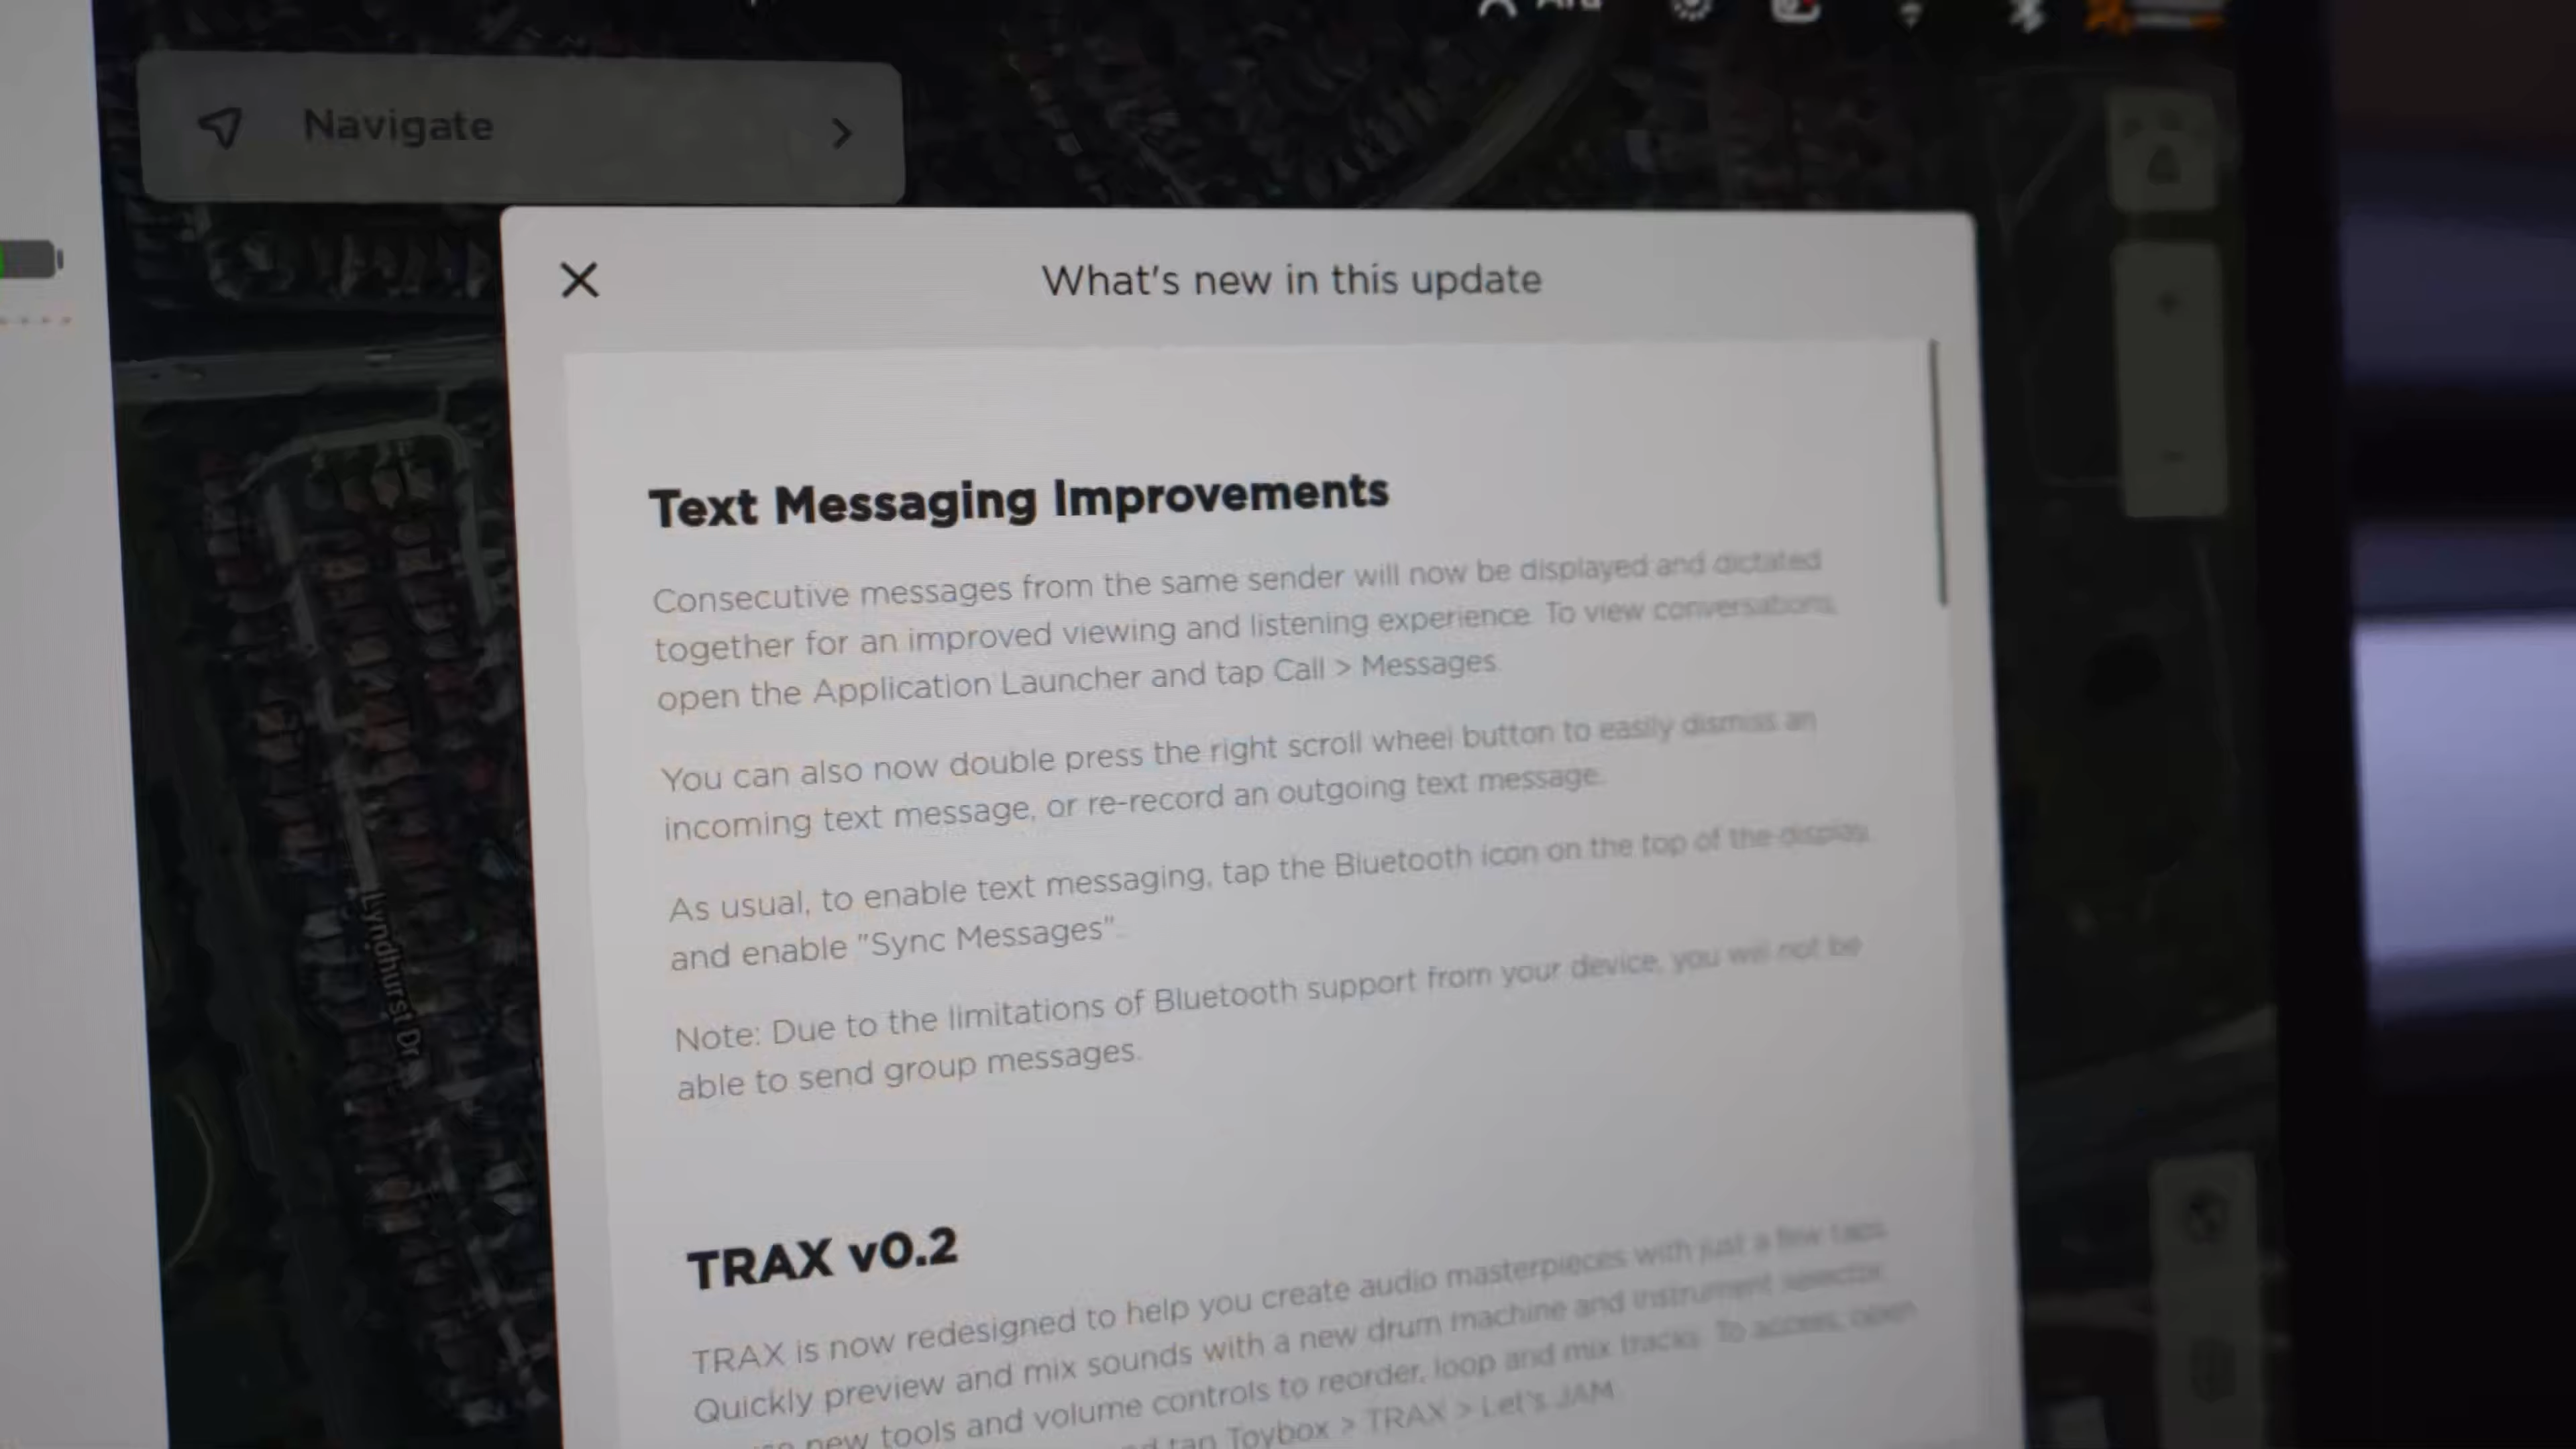 Navigate
What's new in this update
Text Messaging Improvements
Consecutive messages from the same sender will now be displayed and dictated
together for an improved viewing and listening experience. To view conversations,
open the Application Launcher and tap Call > Messages.
You can also now double press the right scroll wheel button to easily dismiss an
incoming text message, or re-record an outgoing text message.
As usual, to enable text messaging, tap the Bluetooth icon on the top of the display,
and enable "Sync Messages".
Note: Due to the limitations of Bluetooth support from your device, you will not be
able to send group messages.
Lyndhurst Dr
TRAX v0.2
TRAX is now redesigned to help you create audio masterpieces with just a few taps.
Quickly preview and mix sounds with a new drum machine and instrument selector.
new tools and volume controls to reorder, loop and mix tracks. To access, open
tap Toybox > TRAX > Let's JAM